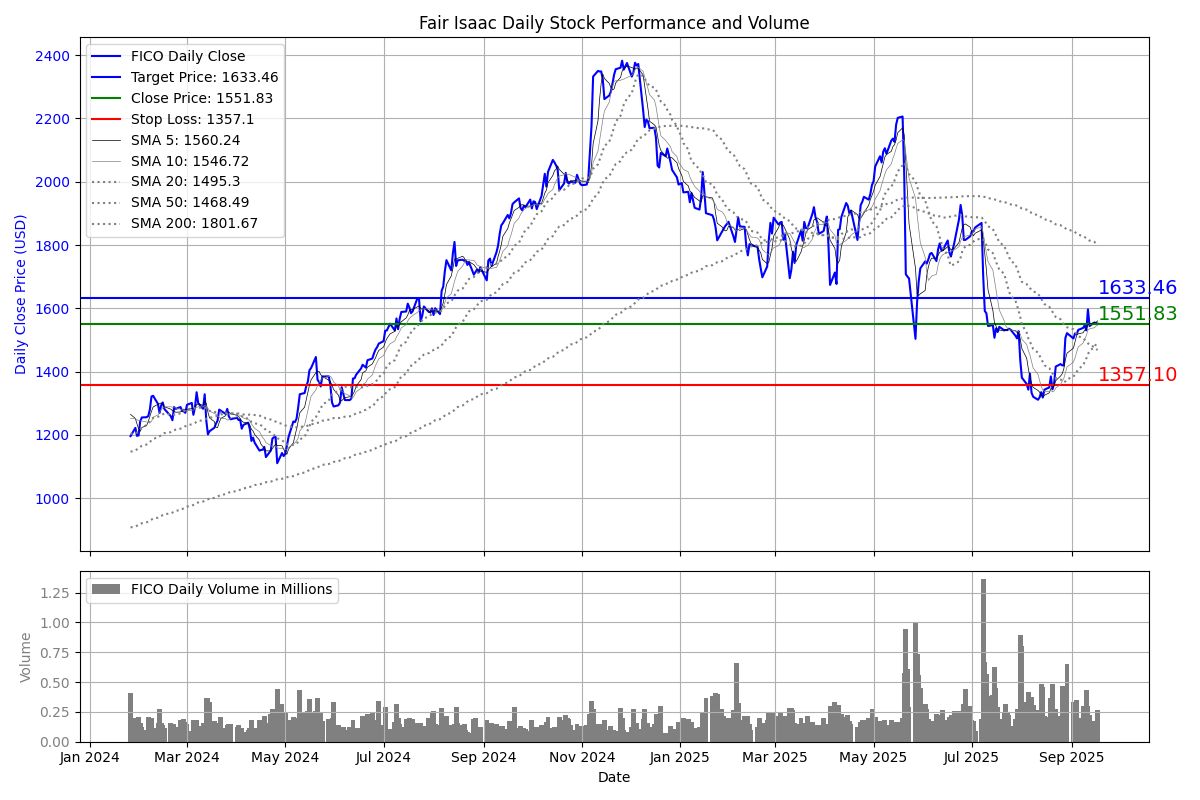 Fair Isaac Daily Stock Performance and Volume
FICO Daily Close
Target Price: 1633.46
Close Price: 1551.83
Stop Loss: 1357.1
SMA 5: 1560.24
SMA 10: 1546.72
SMA 20: 1495.3
SMA 50: 1468.49
SMA 200: 1801.67
2400
2200
2000
1800
1600
1400
1200
1000
Daily Close Price (USD)
1633.46
1551.83
1357.10
FICO Daily Volume in Millions
1.25
1.00
0.75
0.50
0.25
0.00
Volume
Jan 2024 Mar 2024 May 2024 Jul 2024 Sep 2024 Nov 2024 Jan 2025 Mar 2025 May 2025 Jul 2025 Sep 2025
Date